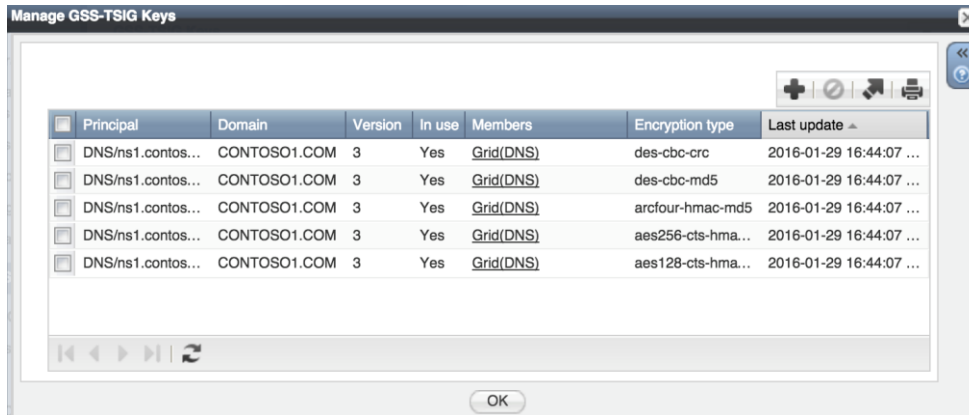 Manage GSS-TSIG Keys
Principal Domain Version In use Members Encryption type Last update
DNS/ns1.contos... CONTOSO1.COM 3 Yes Grid(DNS) des-cbc-crc 2016-01-29 16:44:07 ...
DNS/ns1.contos... CONTOSO1.COM 3 Yes Grid(DNS) des-cbc-md5 2016-01-29 16:44:07 ...
DNS/ns1.contos... CONTOSO1.COM 3 Yes Grid(DNS) arcfour-hmac-md5 2016-01-29 16:44:07 ...
DNS/ns1.contos... CONTOSO1.COM 3 Yes Grid(DNS) aes256-cts-hma... 2016-01-29 16:44:07 ...
DNS/ns1.contos... CONTOSO1.COM 3 Yes Grid(DNS) aes128-cts-hma... 2016-01-29 16:44:07 ...
OK